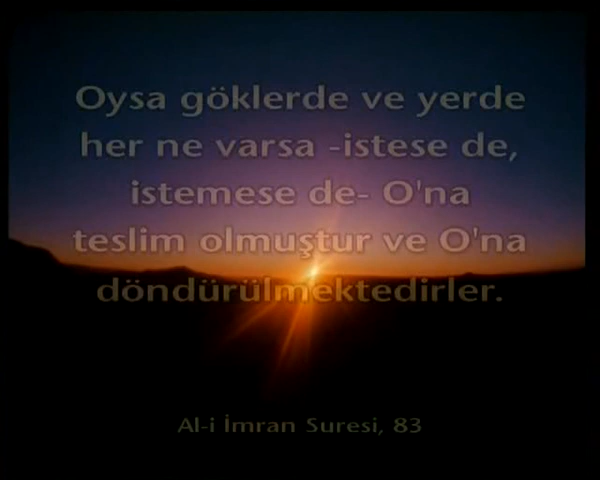 Oysa göklerde ve yerde
her ne varsa -istese de,
istemese de- O'na
teslim olmuştur ve O'na
döndürülmektedirler.
Al-i İmran Suresi, 83